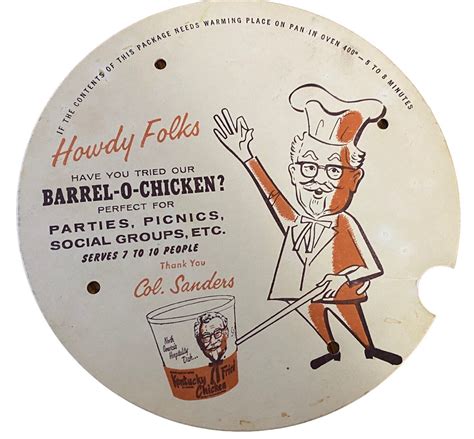 IF THE CONTENTS OF THIS PACKAGE NEEDS WARMING PLACE ON PAN IN OVEN 400° – 6 TO 8 MINUTES
Howdy Folks
HAVE YOU TRIED OUR
BARREL-O-CHICKEN?
PERFECT FOR
PARTIES, PICNICS,
SOCIAL GROUPS, ETC.
SERVES 7 TO 10 PEOPLE
Thank You
Col. Sanders
North
America's
Hospitality
Dish...
Kentucky Fried
Chicken